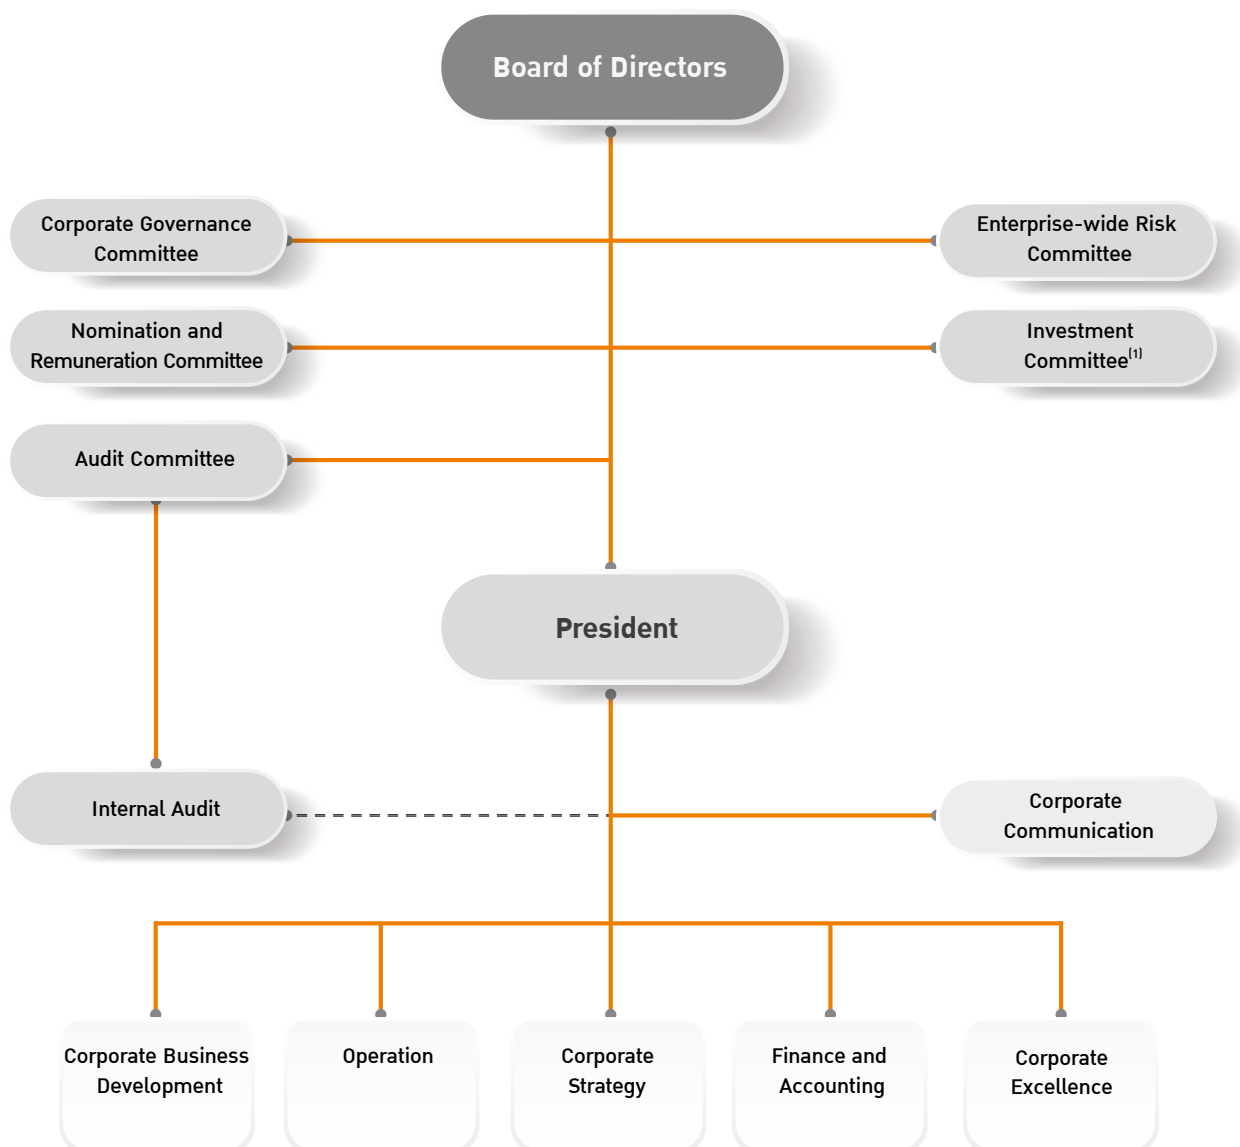 Board of Directors
Corporate Governance
Committee
Enterprise-wide Risk
Committee
Nomination and
Remuneration Committee
Investment
Committee(1)
Audit Committee
President
Internal Audit
Corporate
Communication
Corporate Business
Development
Operation
Corporate
Strategy
Finance and
Accounting
Corporate
Excellence